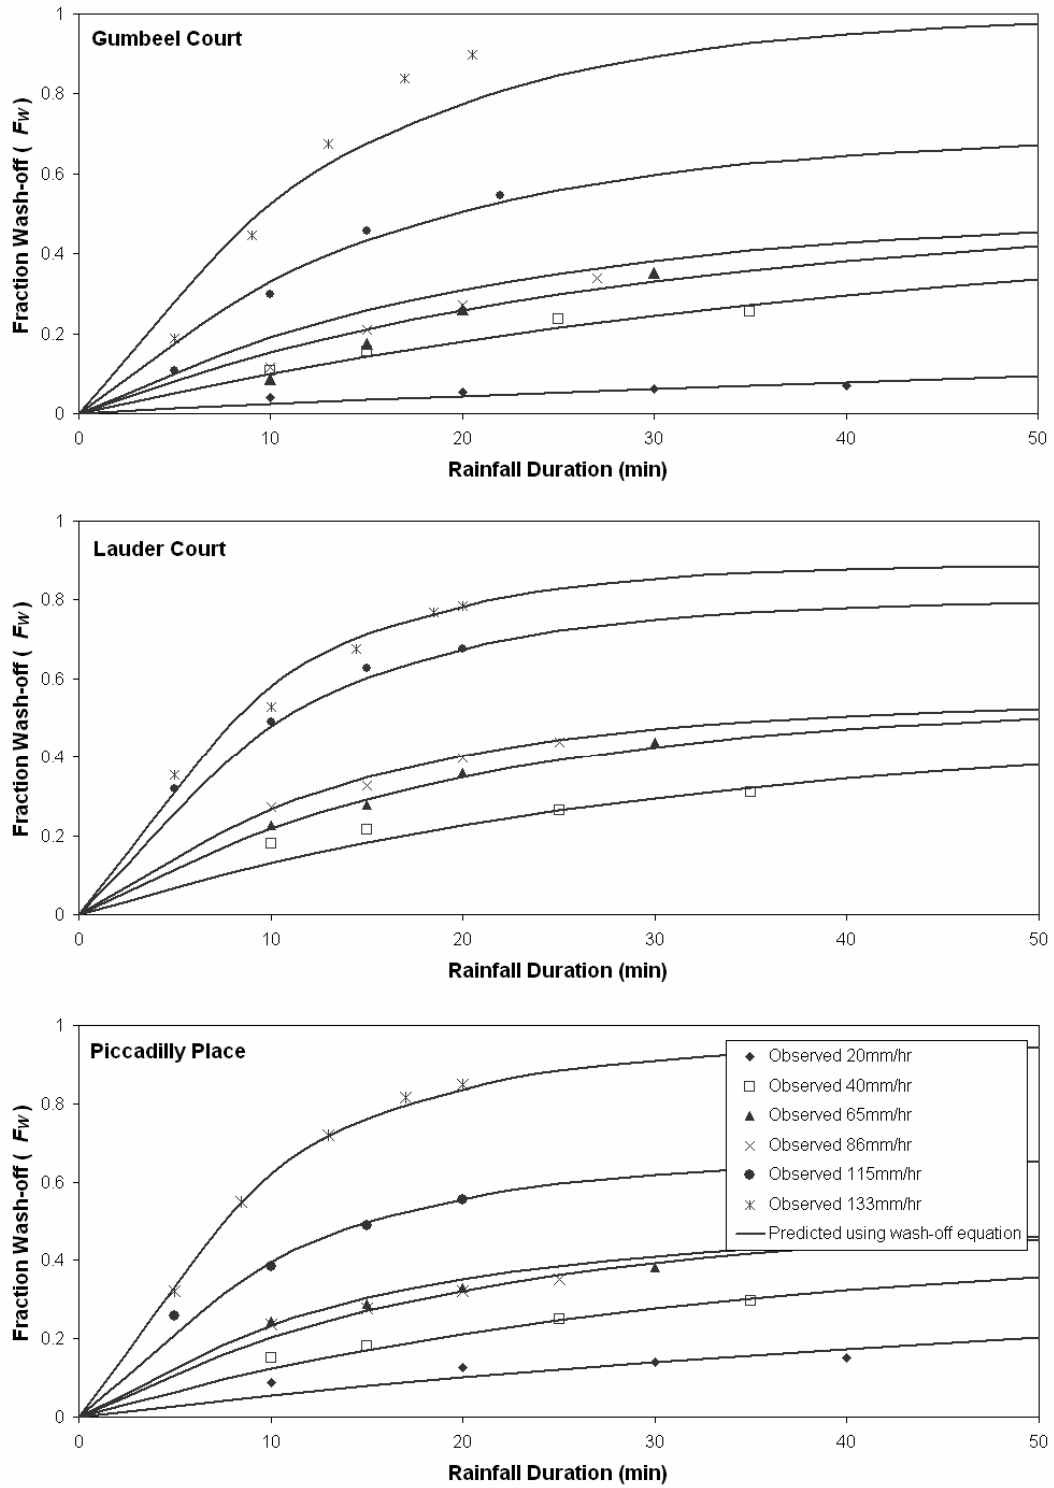 Gumbeel Court
Fraction Wash-off ( Fw)
1
0.8
0.6
0.4
0.2
0
0 10 20 30 40 50
Rainfall Duration (min)
Lauder Court
Fraction Wash-off ( Fw)
1
0.8
0.6
0.4
0.2
0
0 10 20 30 40 50
Rainfall Duration (min)
Piccadilly Place
Fraction Wash-off ( Fw)
1
0.8
0.6
0.4
0.2
0
Observed 20mm/hr
Observed 40mm/hr
Observed 65mm/hr
Observed 86mm/hr
Observed 115mm/hr
Observed 133mm/hr
Predicted using wash-off equation
0 10 20 30 40 50
Rainfall Duration (min)